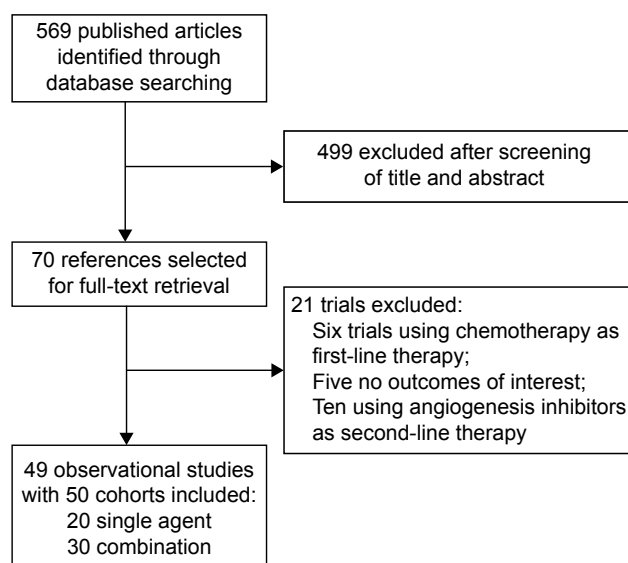 569 published articles
identified through
database searching
499 excluded after screening
of title and abstract
70 references selected
for full-text retrieval
21 trials excluded:
Six trials using chemotherapy as
first-line therapy;
Five no outcomes of interest;
Ten using angiogenesis inhibitors
as second-line therapy
49 observational studies
with 50 cohorts included:
20 single agent
30 combination